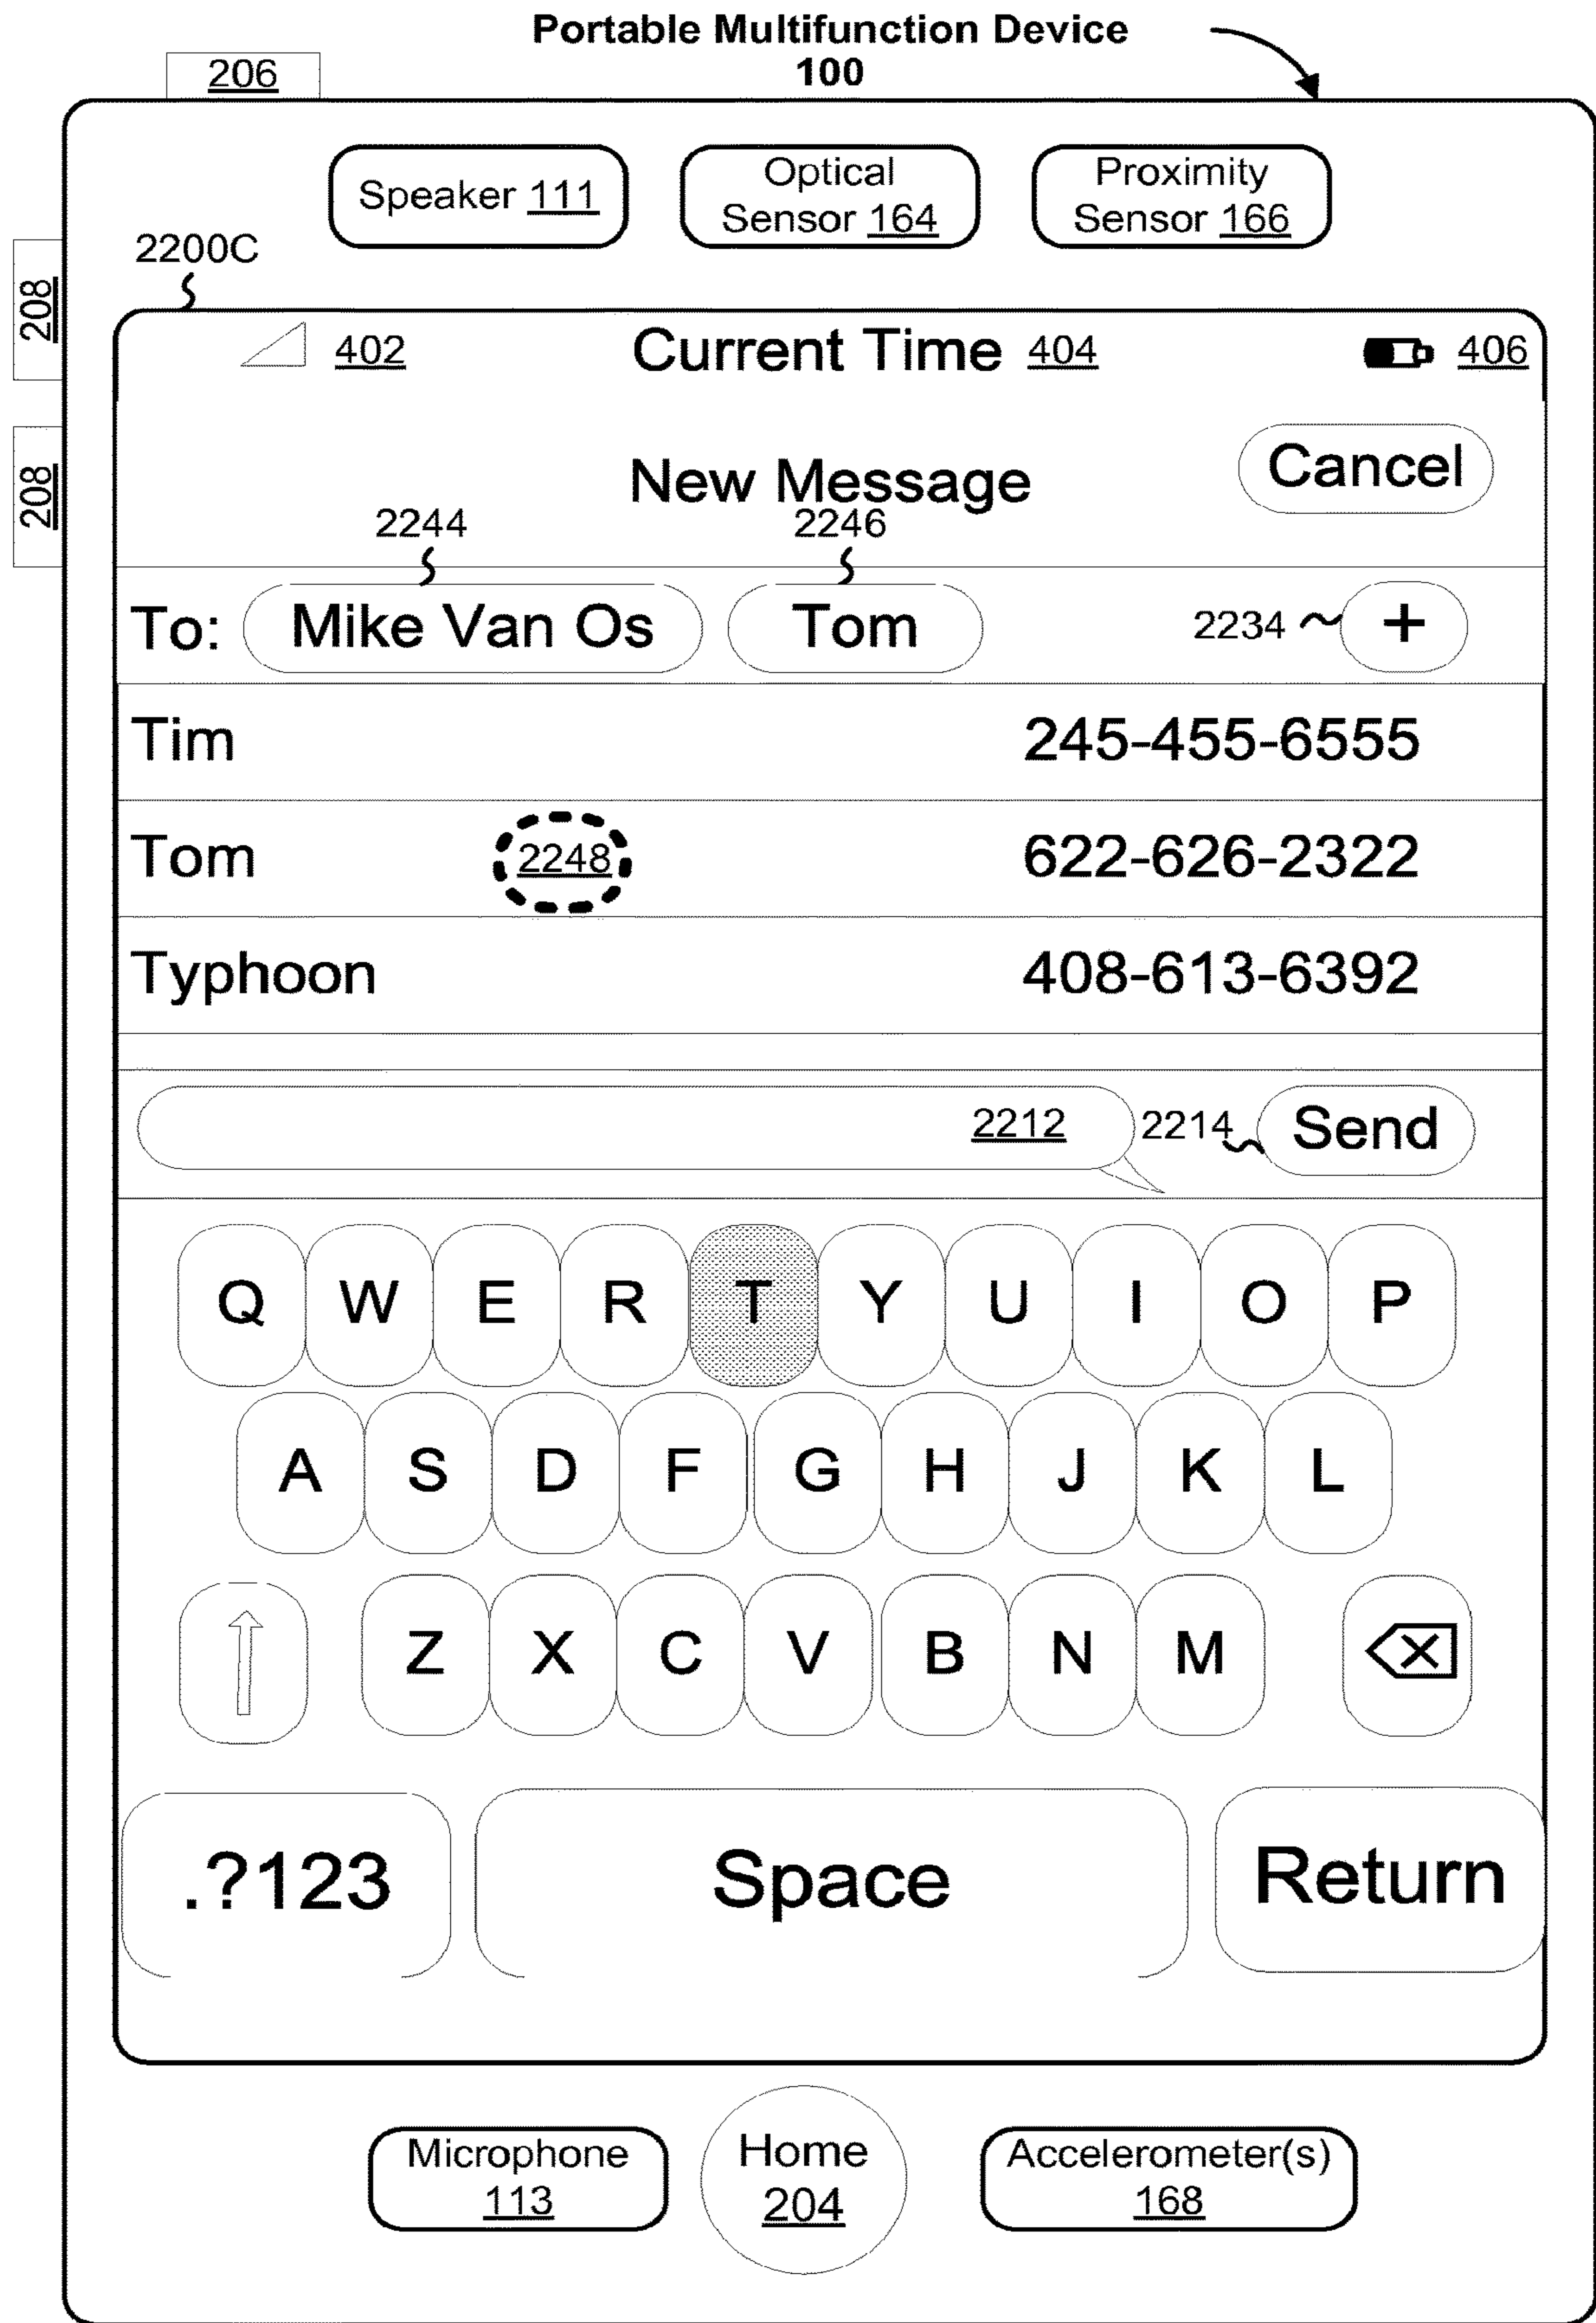 Portable Multifunction Device
100
206
Speaker 111
Optical
Sensor 164
Proximity
Sensor 166
2200C
208
208
402
Current Time 404
406
New Message
Cancel
2244
2246
To:
Mike Van Os
Tom
2234
+
Tim 245-455-6555
Tom 2248 622-626-2322
Typhoon 408-613-6392
2212
2214
Send
Q W E R T Y U I O P
A S D F G H J K L
Z X C V B N M
.?123
Space
Return
Microphone
113
Home
204
Accelerometer(s)
168